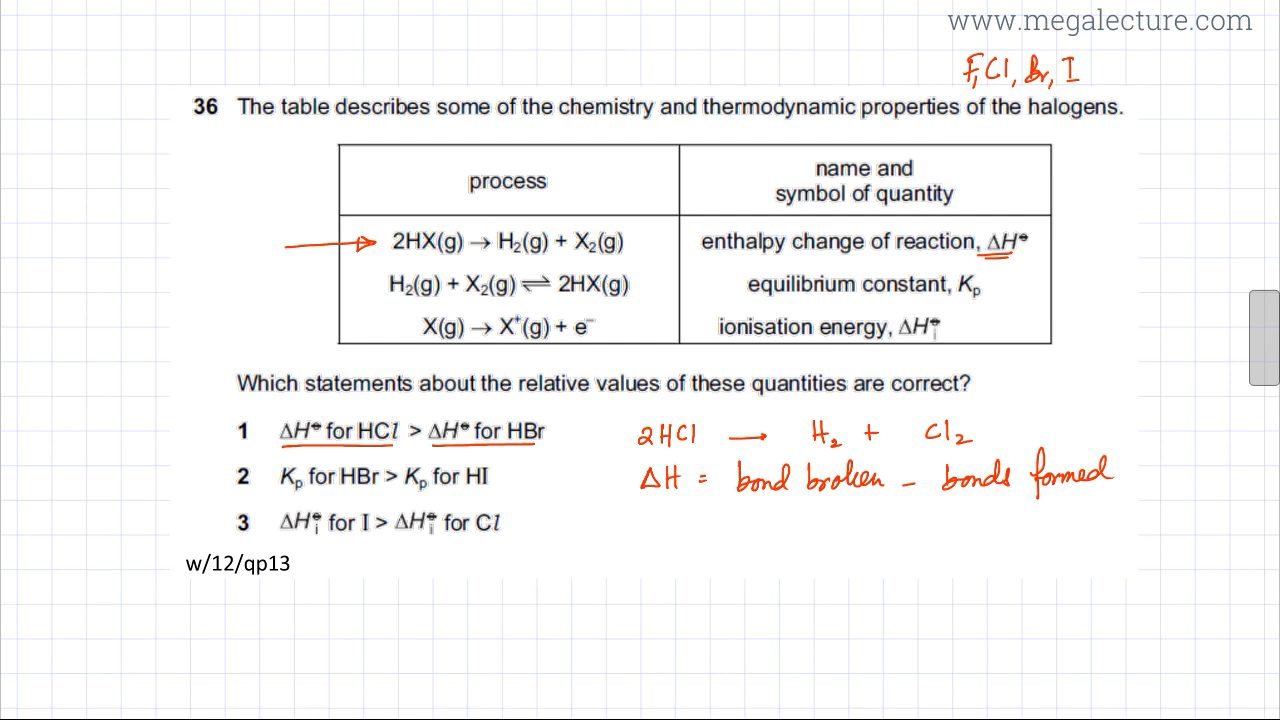 www.megalecture.com
F, Cl, Br, I
36 The table describes some of the chemistry and thermodynamic properties of the halogens.
process
name and
symbol of quantity
2HX(g) → H₂(g) + X₂(g)
enthalpy change of reaction, ΔH⦵
H₂(g) + X₂(g) ⇌ 2HX(g)
equilibrium constant, Kₚ
X(g) → X⁺(g) + e⁻
ionisation energy, ΔHᵢ⦵
Which statements about the relative values of these quantities are correct?
1 ΔH⦵ for HCl > ΔH⦵ for HBr
2HCl → H₂ + Cl₂
2 Kₚ for HBr > Kₚ for HI
ΔH = bond broken - bonds formed
3 ΔHᵢ⦵ for I > ΔHᵢ⦵ for Cl
w/12/qp13